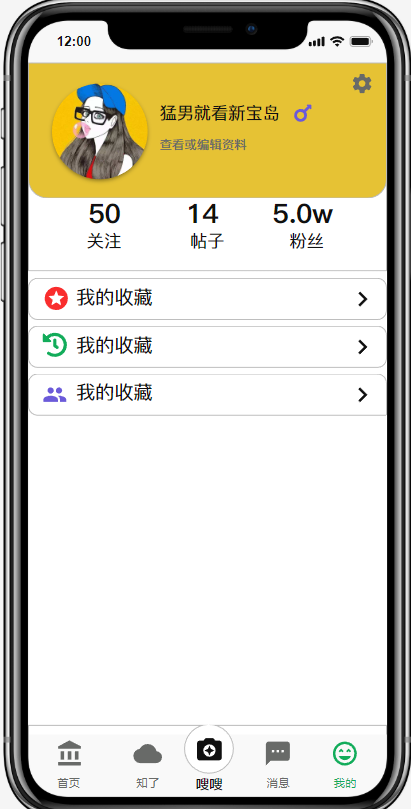 12:00
猛男就看新宝岛
查看或编辑资料
50 14 5.0w
关注 帖子 粉丝
我的收藏
我的收藏
我的收藏
首页 知了 嗖嗖 消息 我的